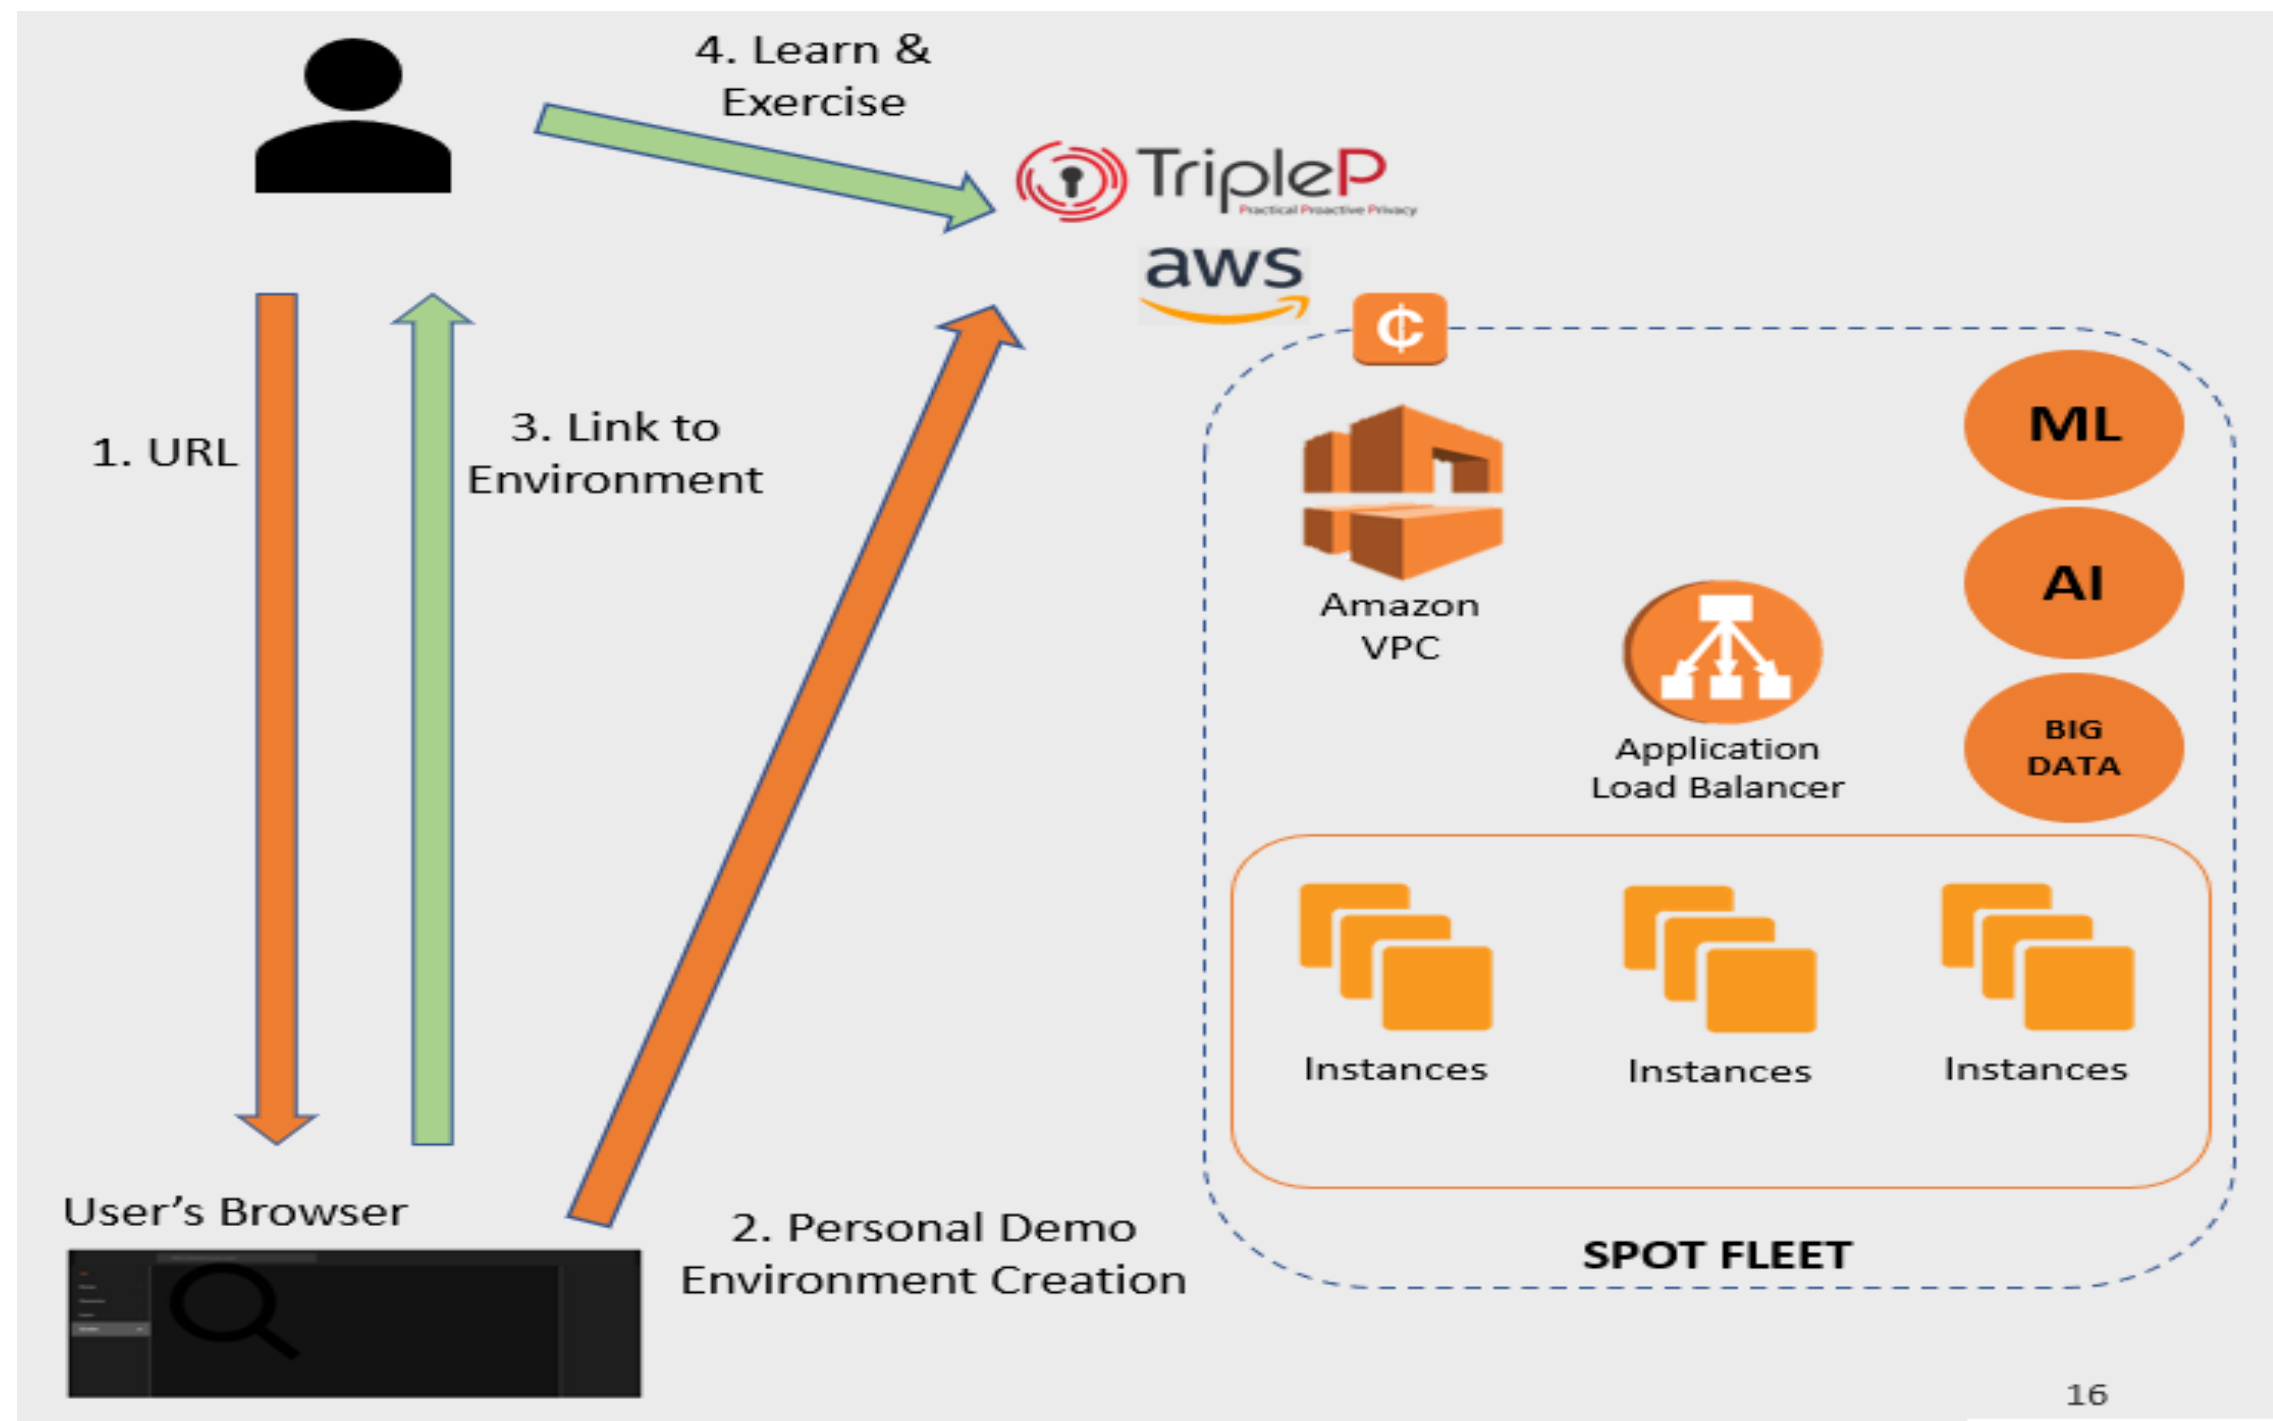 4. Learn &
Exercise
TripleP
Practical Proactive Privacy
aws
¢
1. URL
3. Link to
Environment
ML
AI
BIG
DATA
Amazon
VPC
Application
Load Balancer
Instances
Instances
Instances
User’s Browser
2. Personal Demo
Environment Creation
SPOT FLEET
16